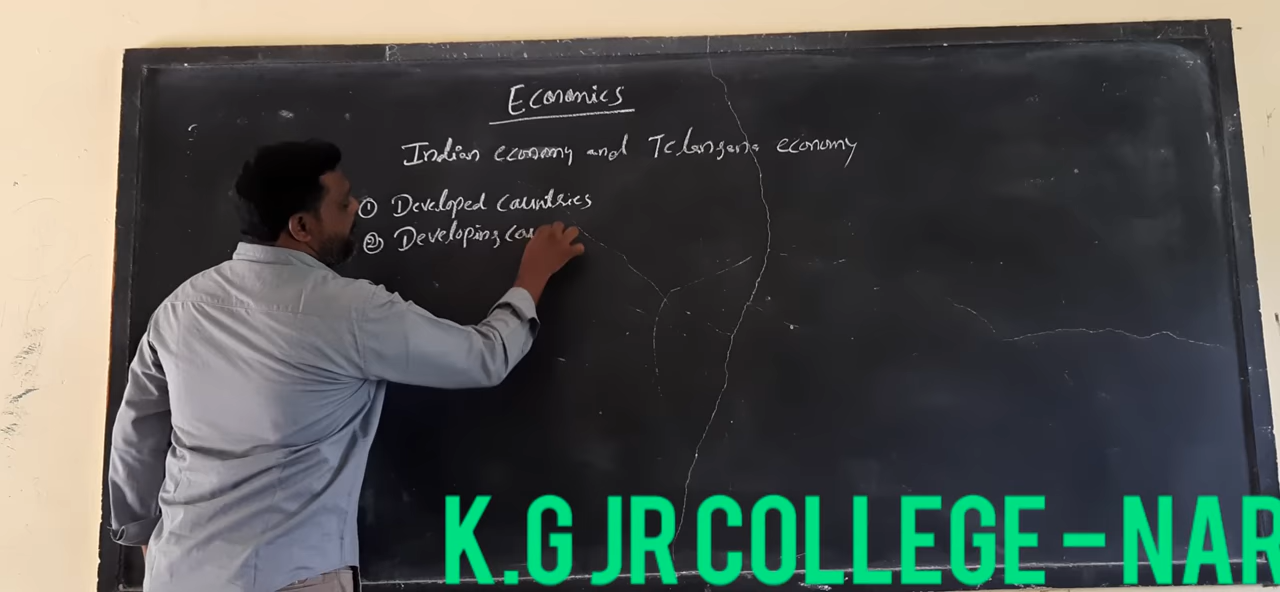 Economics
Indian economy and Telangana economy
① Developed countries
② Developing
K.G JR COLLEGE – NAR